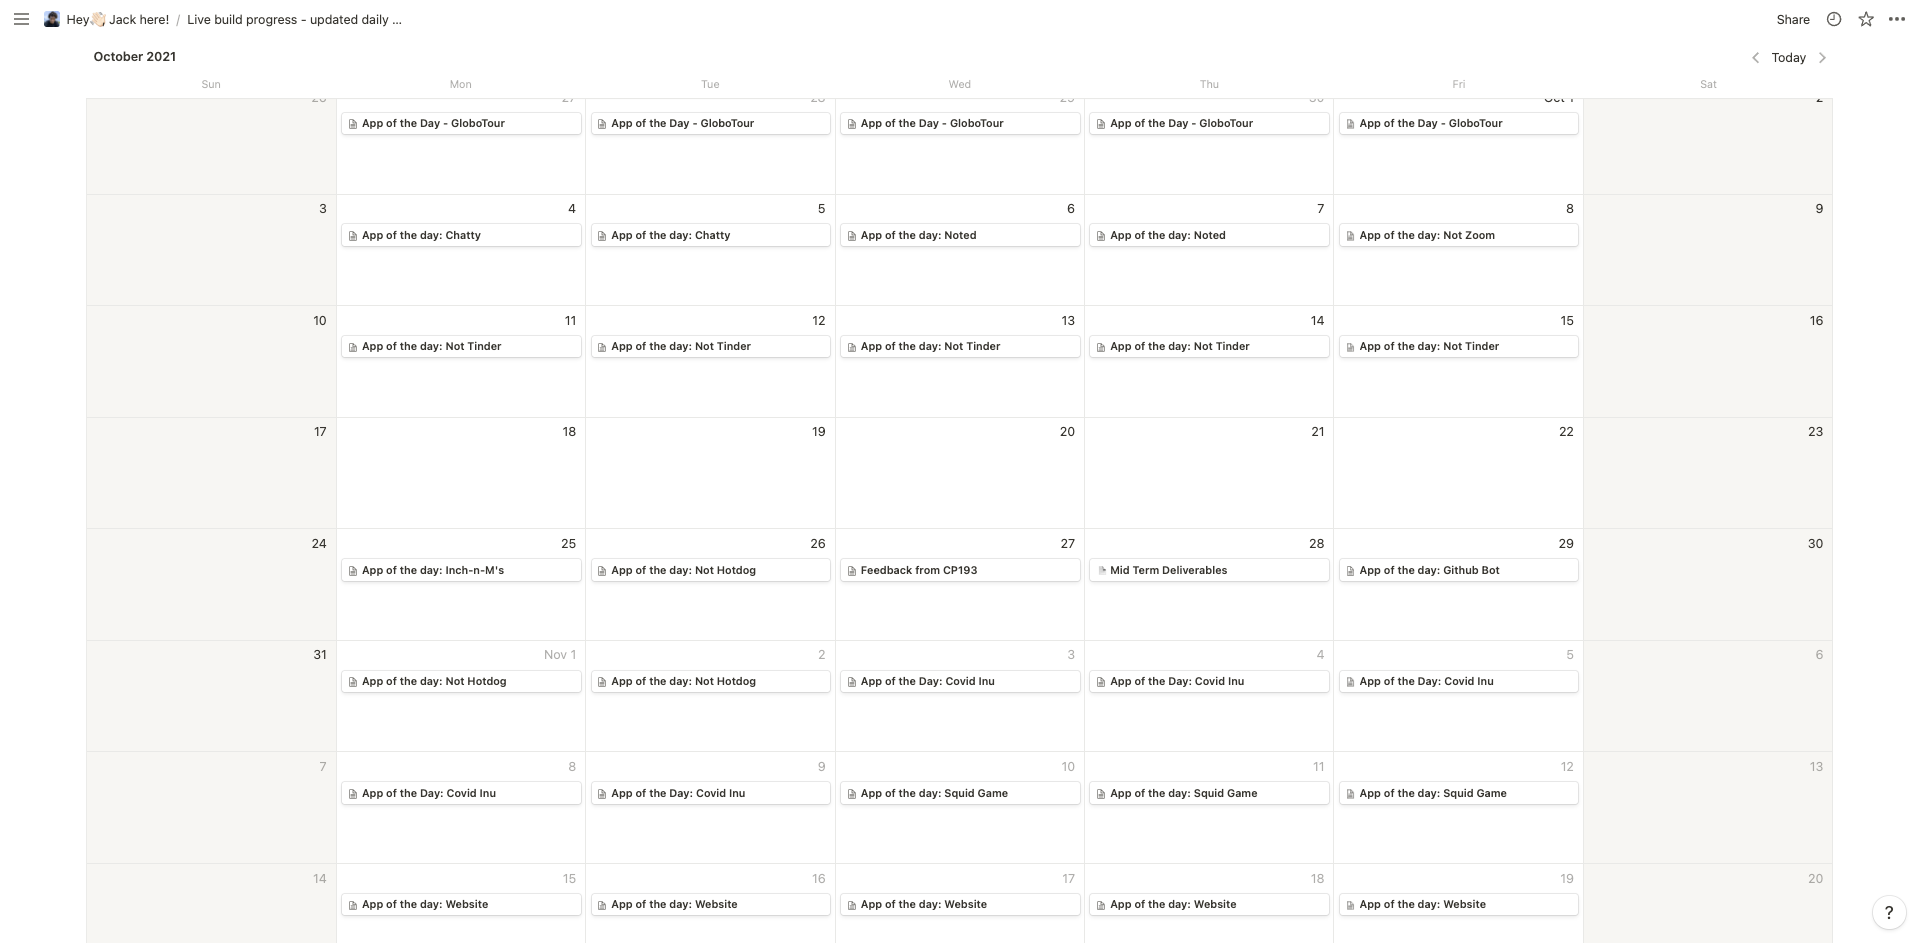 Hey👋🏻 Jack here! / Live build progress - updated daily ...
Share
October 2021
Today
Sun Mon Tue Wed Thu Fri Sat
26 27 28 29 30 Oct 1 2
App of the Day - GloboTour App of the Day - GloboTour App of the Day - GloboTour App of the Day - GloboTour App of the Day - GloboTour
3 4 5 6 7 8 9
App of the day: Chatty App of the day: Chatty App of the day: Noted App of the day: Noted App of the day: Not Zoom
10 11 12 13 14 15 16
App of the day: Not Tinder App of the day: Not Tinder App of the day: Not Tinder App of the day: Not Tinder App of the day: Not Tinder
17 18 19 20 21 22 23
24 25 26 27 28 29 30
App of the day: Inch-n-M's App of the day: Not Hotdog Feedback from CP193 Mid Term Deliverables App of the day: Github Bot
31 Nov 1 2 3 4 5 6
App of the day: Not Hotdog App of the day: Not Hotdog App of the Day: Covid Inu App of the Day: Covid Inu App of the Day: Covid Inu
7 8 9 10 11 12 13
App of the Day: Covid Inu App of the Day: Covid Inu App of the day: Squid Game App of the day: Squid Game App of the day: Squid Game
14 15 16 17 18 19 20
App of the day: Website App of the day: Website App of the day: Website App of the day: Website App of the day: Website
?